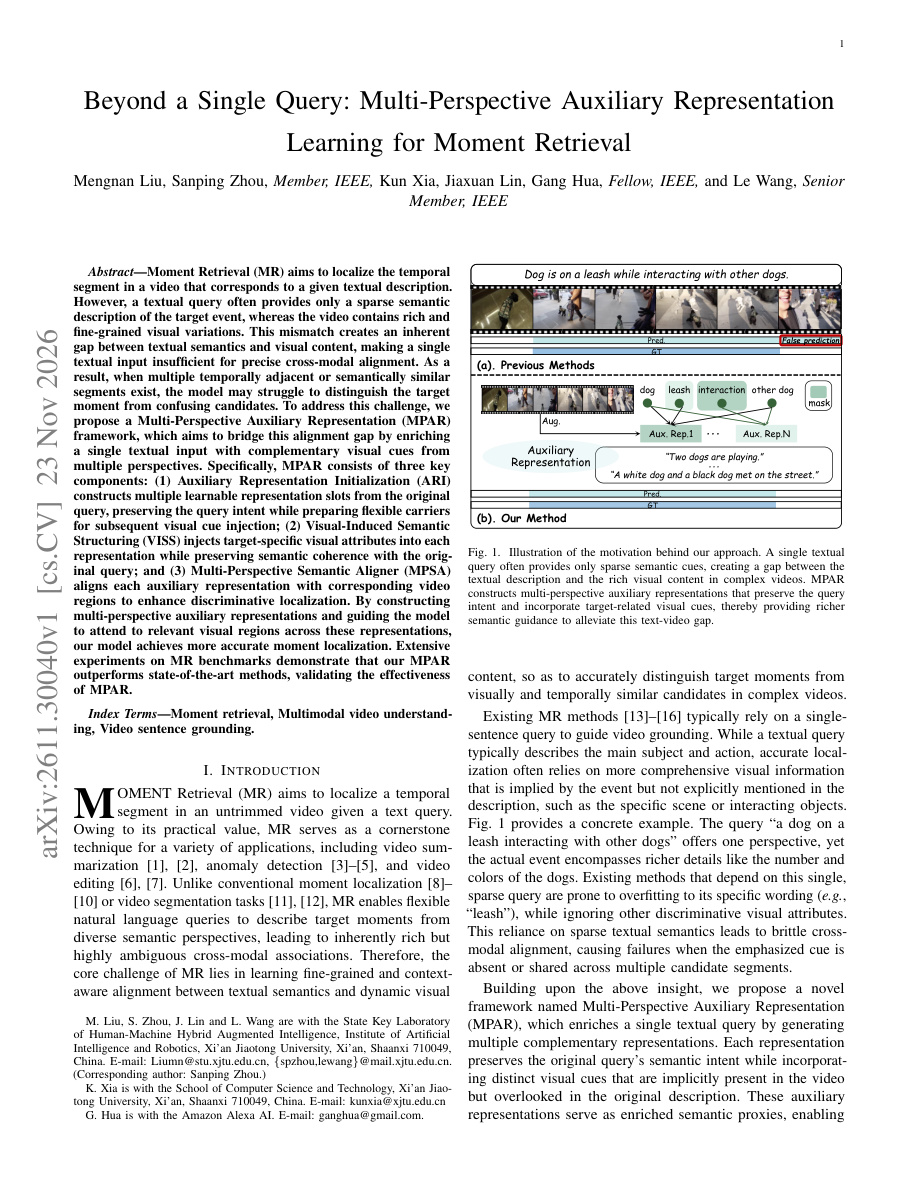 1
Beyond a Single Query: Multi-Perspective Auxiliary Representation
Learning for Moment Retrieval
Mengnan Liu, Sanping Zhou, Member, IEEE, Kun Xia, Jiaxuan Lin, Gang Hua, Fellow, IEEE, and Le Wang, Senior
Member, IEEE
arXiv:2611.30040v1 [cs.CV] 23 Nov 2026
Abstract—Moment Retrieval (MR) aims to localize the temporal
segment in a video that corresponds to a given textual description.
However, a textual query often provides only a sparse semantic
description of the target event, whereas the video contains rich and
fine-grained visual variations. This mismatch creates an inherent
gap between textual semantics and visual content, making a single
textual input insufficient for precise cross-modal alignment. As a
result, when multiple temporally adjacent or semantically similar
segments exist, the model may struggle to distinguish the target
moment from confusing candidates. To address this challenge, we
propose a Multi-Perspective Auxiliary Representation (MPAR)
framework, which aims to bridge this alignment gap by enriching
a single textual input with complementary visual cues from
multiple perspectives. Specifically, MPAR consists of three key
components: (1) Auxiliary Representation Initialization (ARI)
constructs multiple learnable representation slots from the original
query, preserving the query intent while preparing flexible carriers
for subsequent visual cue injection; (2) Visual-Induced Semantic
Structuring (VISS) injects target-specific visual attributes into each
representation while preserving semantic coherence with the orig-
inal query; and (3) Multi-Perspective Semantic Aligner (MPSA)
aligns each auxiliary representation with corresponding video
regions to enhance discriminative localization. By constructing
multi-perspective auxiliary representations and guiding the model
to attend to relevant visual regions across these representations,
our model achieves more accurate moment localization. Extensive
experiments on MR benchmarks demonstrate that our MPAR
outperforms state-of-the-art methods, validating the effectiveness
of MPAR.
Index Terms—Moment retrieval, Multimodal video understand-
ing, Video sentence grounding.
I. INTRODUCTION
MOMENT Retrieval (MR) aims to localize a temporal
segment in an untrimmed video given a text query.
Owing to its practical value, MR serves as a cornerstone
technique for a variety of applications, including video sum-
marization [1], [2], anomaly detection [3]–[5], and video
editing [6], [7]. Unlike conventional moment localization [8]–
[10] or video segmentation tasks [11], [12], MR enables flexible
natural language queries to describe target moments from
diverse semantic perspectives, leading to inherently rich but
highly ambiguous cross-modal associations. Therefore, the
core challenge of MR lies in learning fine-grained and context-
aware alignment between textual semantics and dynamic visual
M. Liu, S. Zhou, J. Lin and L. Wang are with the State Key Laboratory
of Human-Machine Hybrid Augmented Intelligence, Institute of Artificial
Intelligence and Robotics, Xi'an Jiaotong University, Xi'an, Shaanxi 710049,
China. E-mail: Liumn@stu.xjtu.edu.cn, {spzhou,lewang}@mail.xjtu.edu.cn.
(Corresponding author: Sanping Zhou.)
K. Xia is with the School of Computer Science and Technology, Xi'an Jiao-
tong University, Xi'an, Shaanxi 710049, China. E-mail: kunxia@xjtu.edu.cn
G. Hua is with the Amazon Alexa AI. E-mail: ganghua@gmail.com.
Dog is on a leash while interacting with other dogs.
Pred.
False prediction
GT
(a). Previous Methods
dog leash interaction other dog
mask
Aug.
Aux. Rep.1 ··· Aux. Rep.N
Auxiliary
Representation
“Two dogs are playing.”
...
“A white dog and a black dog met on the street.”
Pred.
GT
(b). Our Method
Fig. 1. Illustration of the motivation behind our approach. A single textual
query often provides only sparse semantic cues, creating a gap between the
textual description and the rich visual content in complex videos. MPAR
constructs multi-perspective auxiliary representations that preserve the query
intent and incorporate target-related visual cues, thereby providing richer
semantic guidance to alleviate this text-video gap.
content, so as to accurately distinguish target moments from
visually and temporally similar candidates in complex videos.
Existing MR methods [13]–[16] typically rely on a single-
sentence query to guide video grounding. While a textual query
typically describes the main subject and action, accurate local-
ization often relies on more comprehensive visual information
that is implied by the event but not explicitly mentioned in the
description, such as the specific scene or interacting objects.
Fig. 1 provides a concrete example. The query “a dog on a
leash interacting with other dogs” offers one perspective, yet
the actual event encompasses richer details like the number and
colors of the dogs. Existing methods that depend on this single,
sparse query are prone to overfitting to its specific wording (e.g.,
“leash”), while ignoring other discriminative visual attributes.
This reliance on sparse textual semantics leads to brittle cross-
modal alignment, causing failures when the emphasized cue is
absent or shared across multiple candidate segments.
Building upon the above insight, we propose a novel
framework named Multi-Perspective Auxiliary Representation
(MPAR), which enriches a single textual query by generating
multiple complementary representations. Each representation
preserves the original query's semantic intent while incorporat-
ing distinct visual cues that are implicitly present in the video
but overlooked in the original description. These auxiliary
representations serve as enriched semantic proxies, enabling